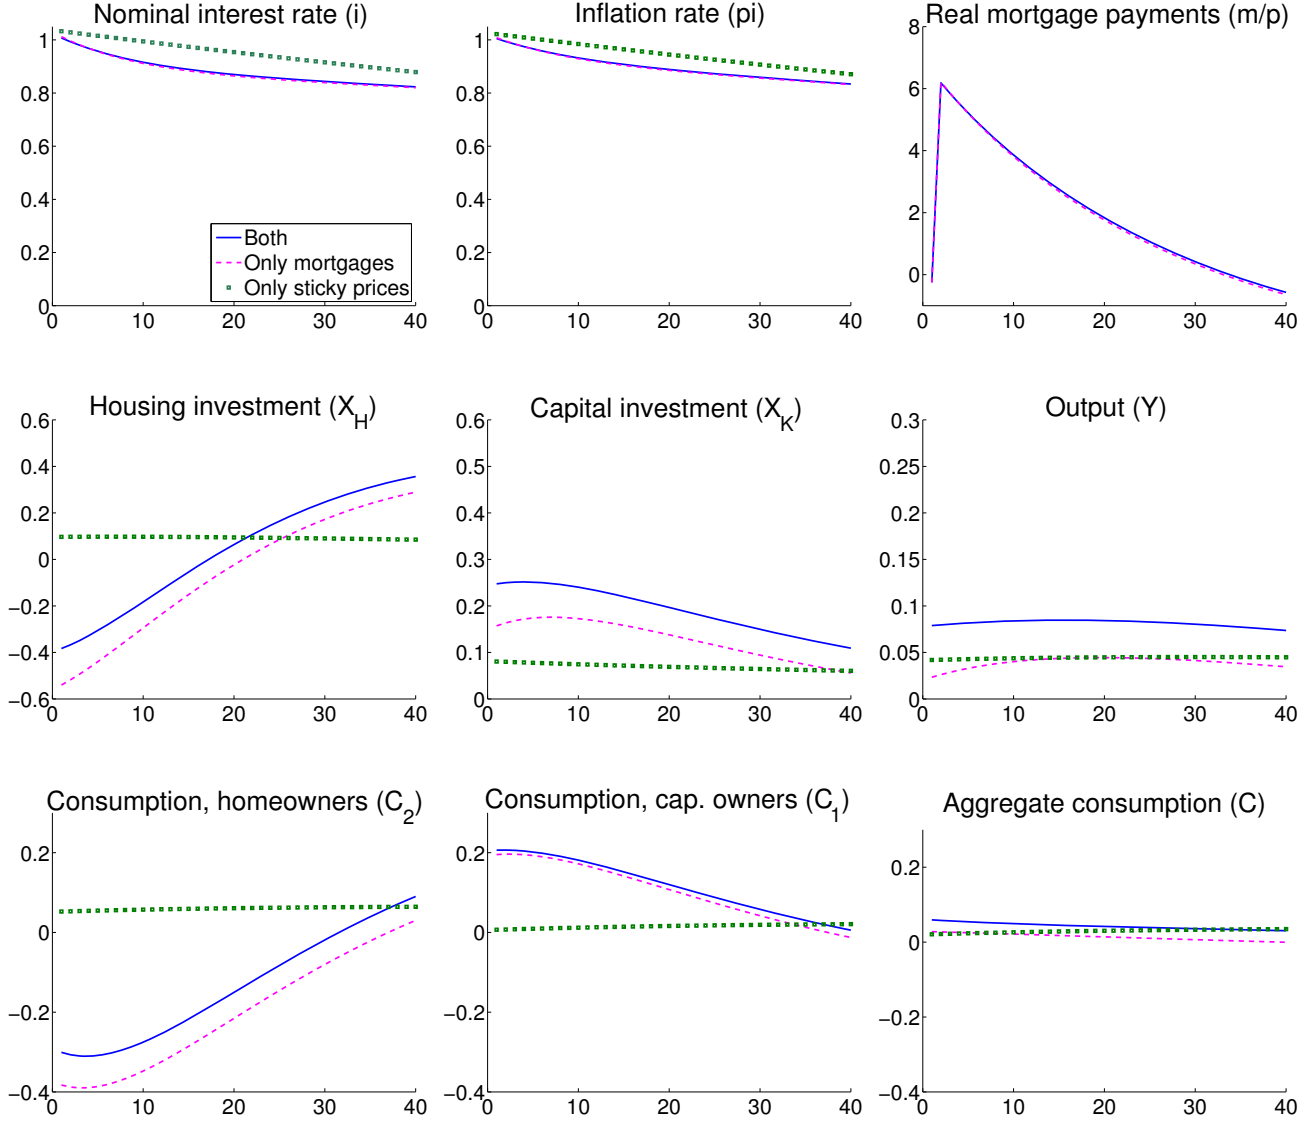 Nominal interest rate (i)
1
0.8
0.6
0.4
0.2
0
0 10 20 30 40
Both
Only mortgages
Only sticky prices
Inflation rate (pi)
1
0.8
0.6
0.4
0.2
0
0 10 20 30 40
Real mortgage payments (m/p)
8
6
4
2
0
0 10 20 30 40
Housing investment (X_H)
0.6
0.4
0.2
0
−0.2
−0.4
−0.6
0 10 20 30 40
Capital investment (X_K)
0.6
0.5
0.4
0.3
0.2
0.1
0
0 10 20 30 40
Output (Y)
0.3
0.25
0.2
0.15
0.1
0.05
0
0 10 20 30 40
Consumption, homeowners (C_2)
0.2
0
−0.2
−0.4
0 10 20 30 40
Consumption, cap. owners (C_1)
0.2
0
−0.2
−0.4
0 10 20 30 40
Aggregate consumption (C)
0.2
0
−0.2
−0.4
0 10 20 30 40